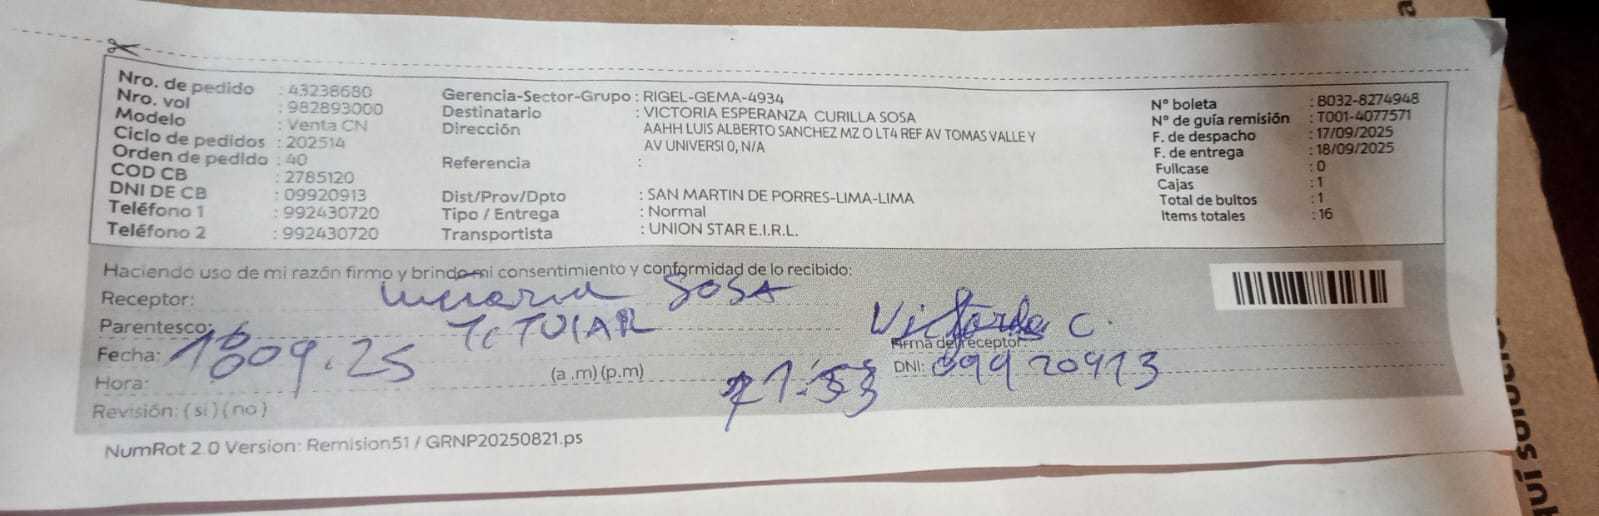 Nro. de pedido : 43238680
Nro. vol : 982893000
Modelo : Venta CN
Ciclo de pedidos : 202514
Orden de pedido : 40
COD CB : 2785120
DNI DE CB : 09920913
Teléfono 1 : 992430720
Teléfono 2 : 992430720
Gerencia-Sector-Grupo : RIGEL-GEMA-4934
Destinatario : VICTORIA ESPERANZA CURILLA SOSA
Dirección AAHH LUIS ALBERTO SANCHEZ MZ O LT4 REF AV TOMAS VALLE Y
AV UNIVERSI 0, N/A
Referencia :
Dist/Prov/Dpto : SAN MARTIN DE PORRES-LIMA-LIMA
Tipo / Entrega : Normal
Transportista : UNION STAR E.I.R.L.
N° boleta : B032-8274948
N° de guía remisión : T001-4077571
F. de despacho : 17/09/2025
F. de entrega : 18/09/2025
Fullcase : 0
Cajas : 1
Total de bultos : 1
Items totales : 16
Haciendo uso de mi razón firmo y brindo mi consentimiento y conformidad de lo recibido:
Receptor: SOSA
Parentesco: TiTUlAR
Victoria C.
Firma del receptor:
Fecha: 09.25
DNI: 09920913
Hora: (a .m) (p.m)
Revisión: ( si ) ( no )
NumRot 2.0 Version: Remision51 / GRNP20250821.ps